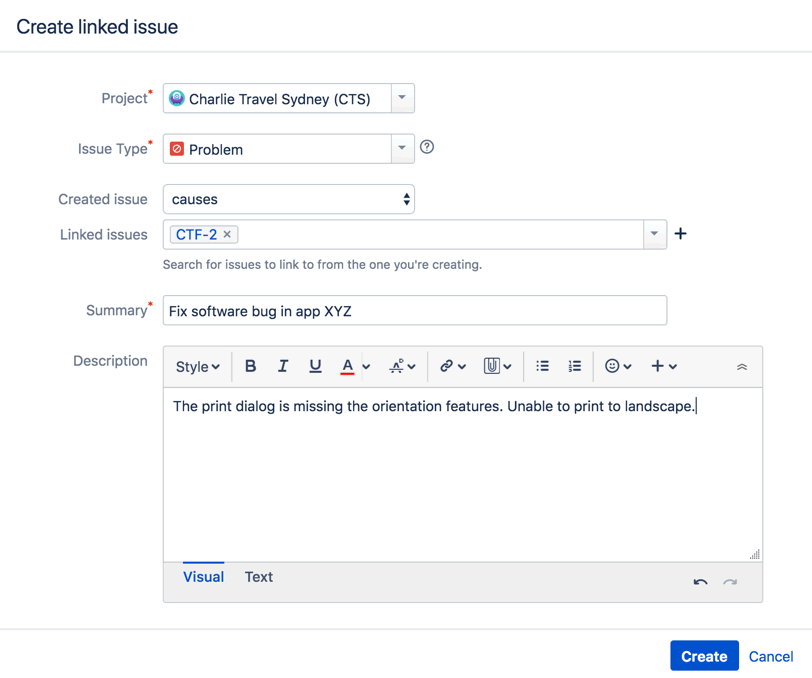 Create linked issue
Project* Charlie Travel Sydney (CTS)
Issue Type* Problem
Created issue causes
Linked issues CTF-2 ×
Search for issues to link to from the one you're creating.
Summary* Fix software bug in app XYZ
Description Style B I U A
The print dialog is missing the orientation features. Unable to print to landscape.
Visual Text
Create Cancel